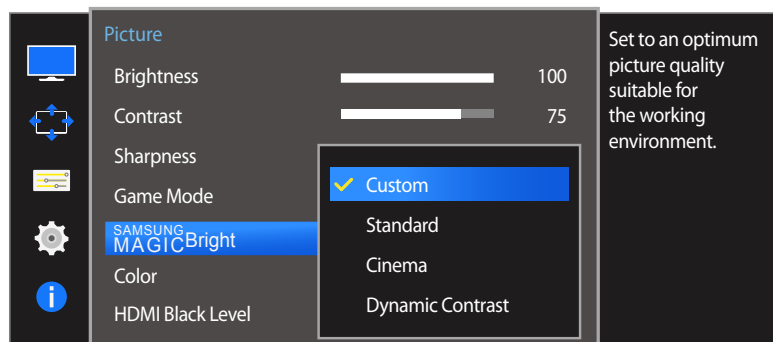 Picture
Brightness 100
Contrast 75
Sharpness
Game Mode
SAMSUNG
MAGICBright
Color
HDMI Black Level
Custom
Standard
Cinema
Dynamic Contrast
Set to an optimum
picture quality
suitable for
the working
environment.